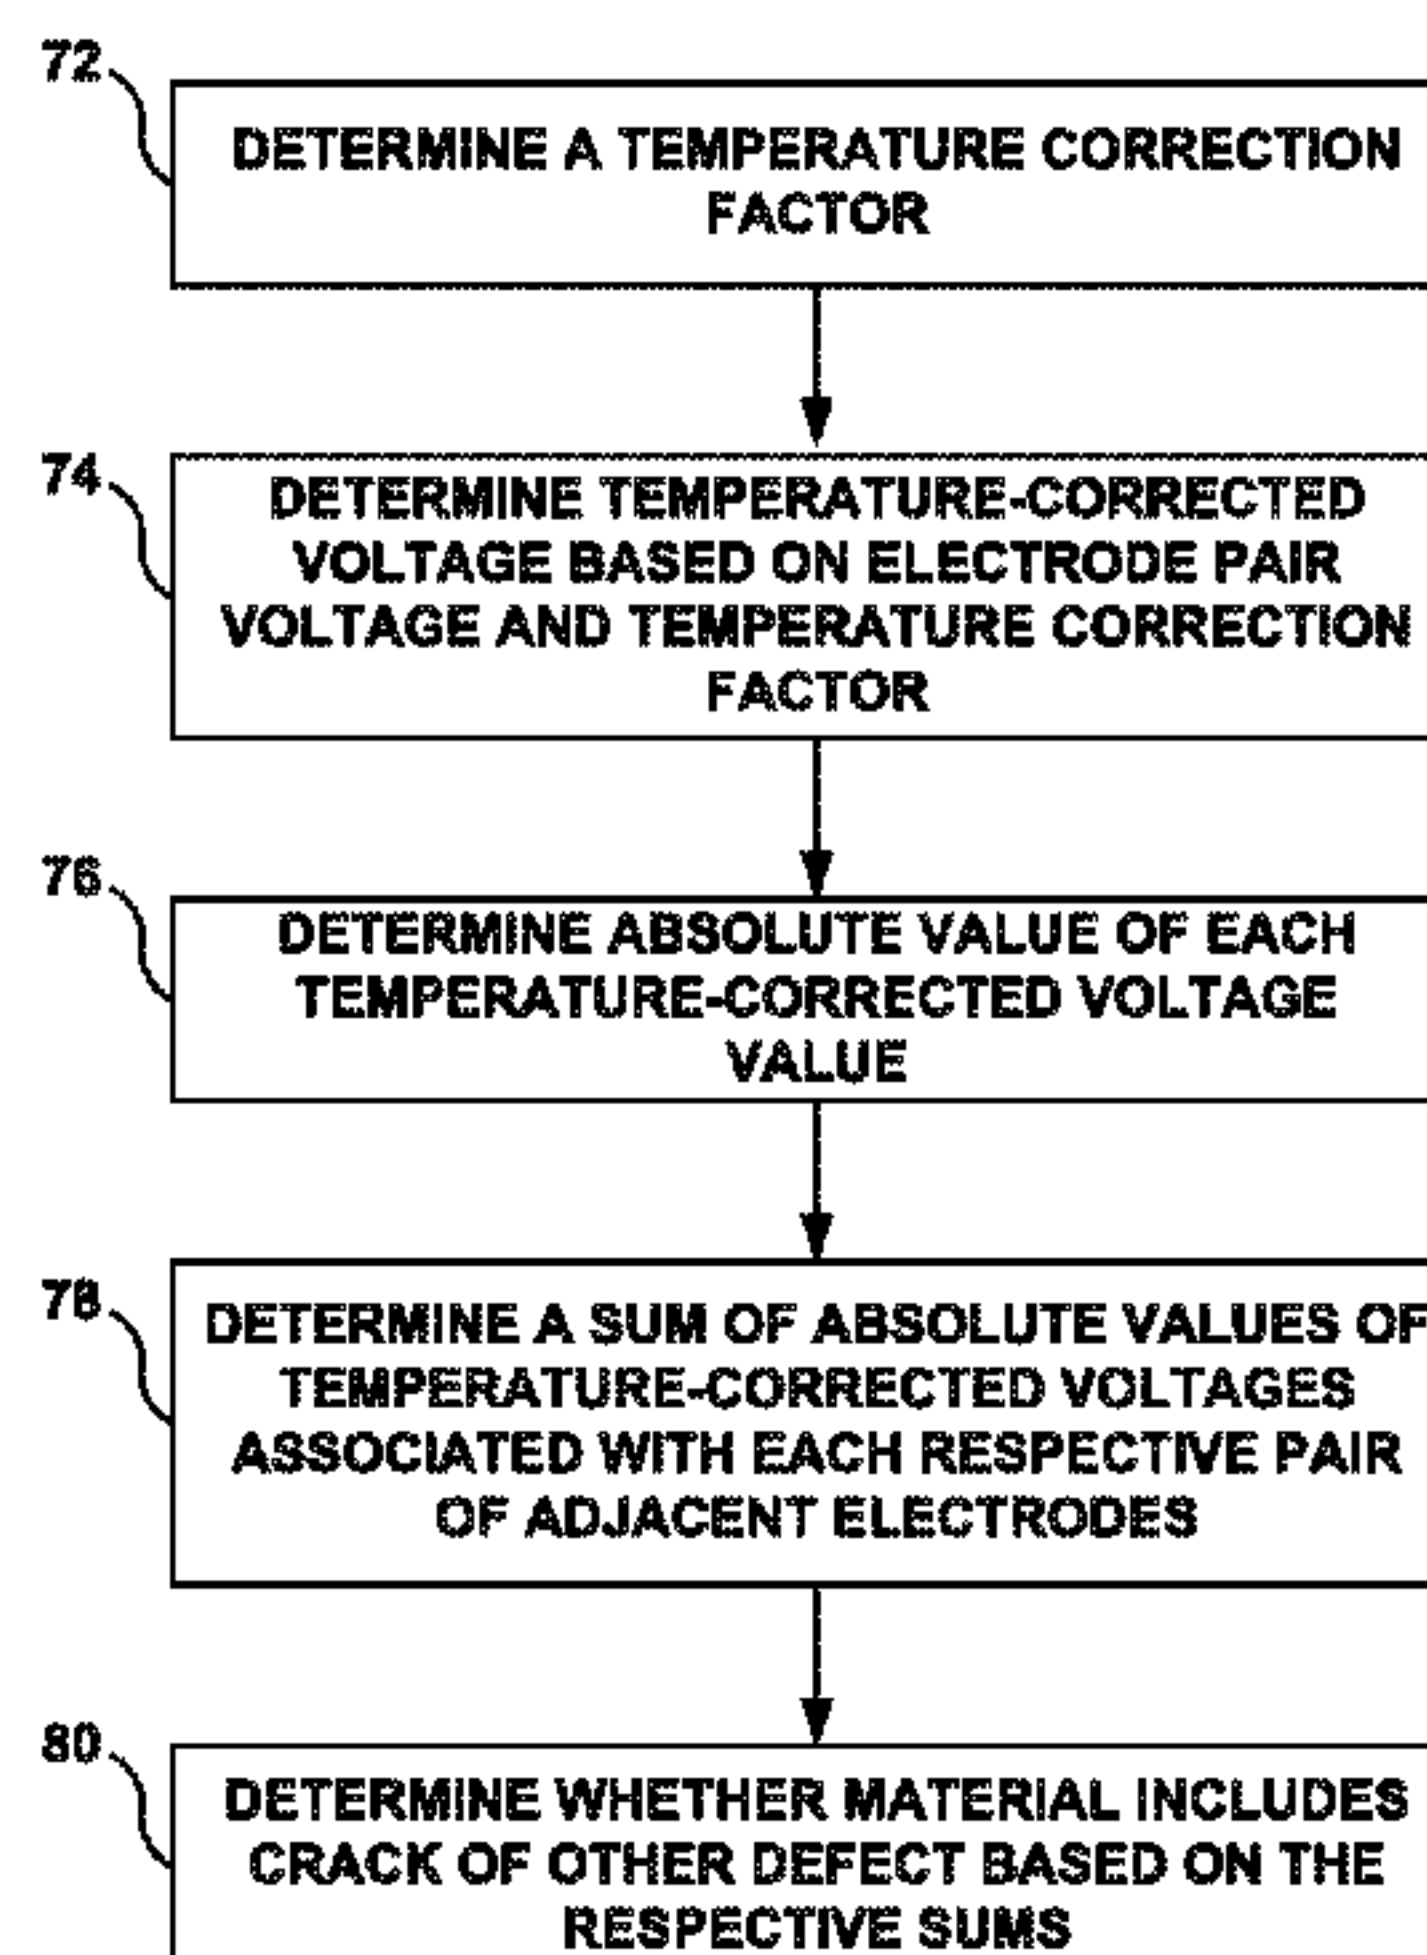 72
DETERMINE A TEMPERATURE CORRECTION
FACTOR
74
DETERMINE TEMPERATURE-CORRECTED
VOLTAGE BASED ON ELECTRODE PAIR
VOLTAGE AND TEMPERATURE CORRECTION
FACTOR
76
DETERMINE ABSOLUTE VALUE OF EACH
TEMPERATURE-CORRECTED VOLTAGE
VALUE
78
DETERMINE A SUM OF ABSOLUTE VALUES OF
TEMPERATURE-CORRECTED VOLTAGES
ASSOCIATED WITH EACH RESPECTIVE PAIR
OF ADJACENT ELECTRODES
80
DETERMINE WHETHER MATERIAL INCLUDES
CRACK OF OTHER DEFECT BASED ON THE
RESPECTIVE SUMS